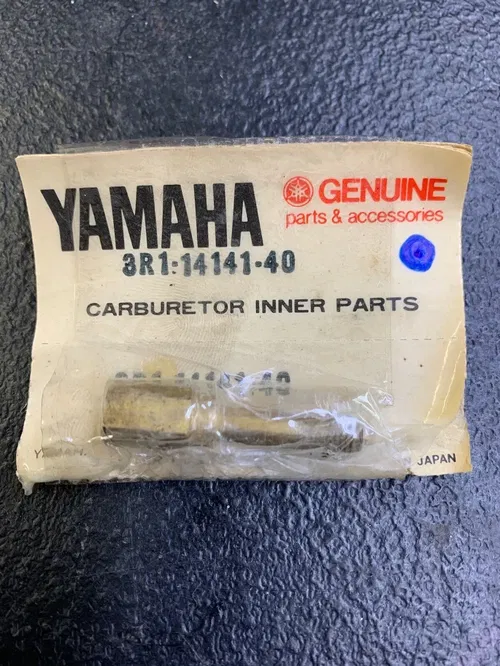 YAMAHA
GENUINE
parts & accessories
3R1-14141-40
CARBURETOR INNER PARTS
JAPAN